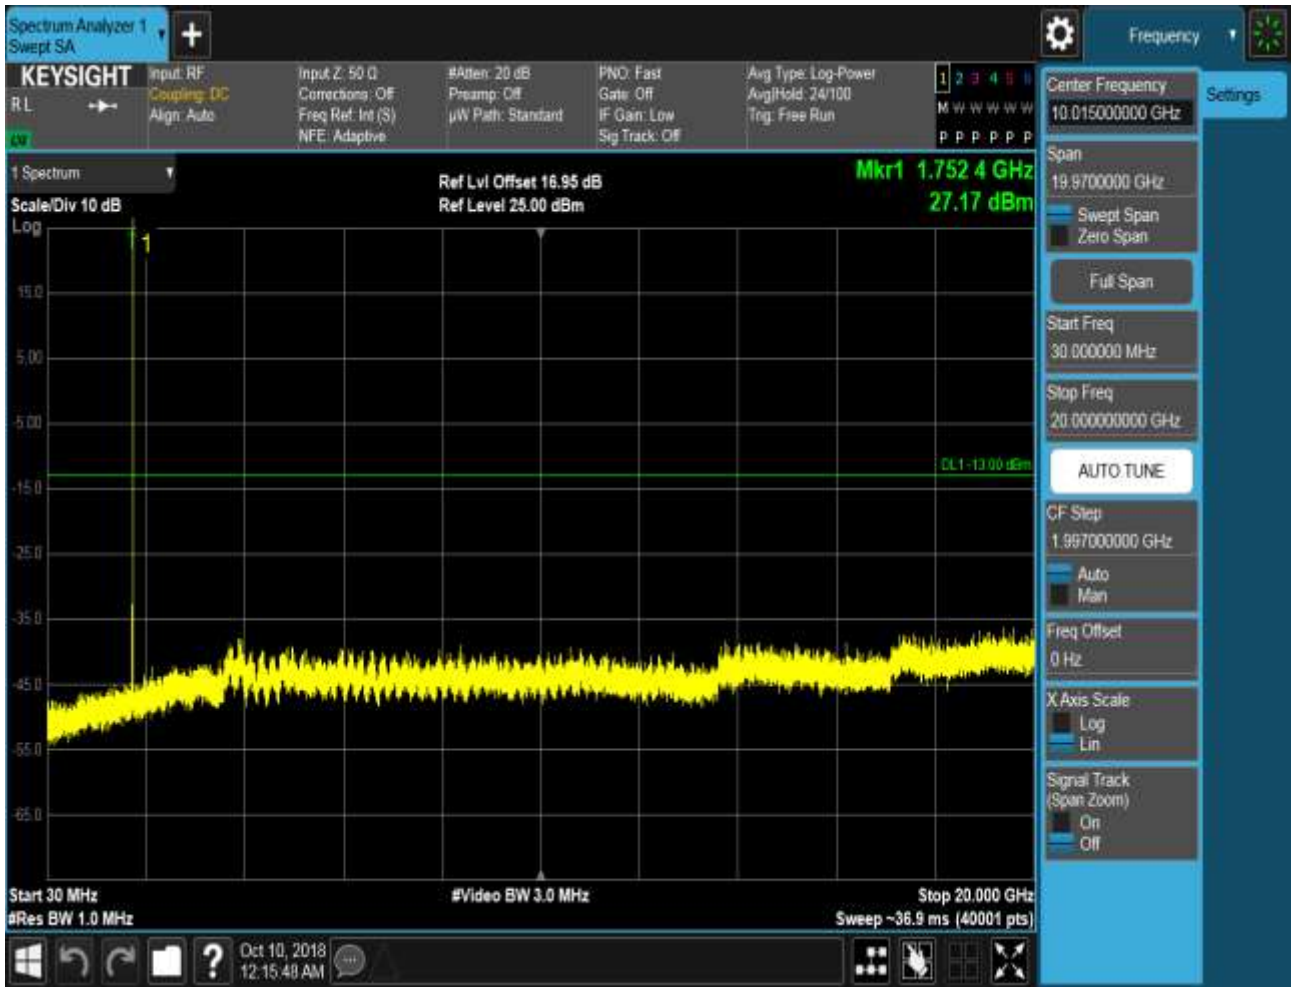 Spectrum Analyzer 1
Swept SA
+
Frequency
KEYSIGHT
RL
Input: RF
Coupling: DC
Align: Auto
Input Z: 50 Ω
Corrections: Off
Freq Ref: Int (S)
NFE: Adaptive
#Atten: 20 dB
Preamp: Off
µW Path: Standard
PNO: Fast
Gate: Off
IF Gain: Low
Sig Track: Off
Avg Type: Log-Power
Avg|Hold: 24/100
Trig: Free Run
1 2 3 4 5 6
M W W W W W
P P P P P P
1 Spectrum
Scale/Div 10 dB
Log
Ref Lvl Offset 16.95 dB
Ref Level 25.00 dBm
Mkr1 1.752 4 GHz
27.17 dBm
1
15.0
5.00
-5.00
DL1 -13.00 dBm
-15.0
-25.0
-35.0
-45.0
-55.0
-65.0
Start 30 MHz
#Res BW 1.0 MHz
#Video BW 3.0 MHz
Stop 20.000 GHz
Sweep ~36.9 ms (40001 pts)
Center Frequency
10.015000000 GHz
Settings
Span
19.9700000 GHz
Swept Span
Zero Span
Full Span
Start Freq
30.000000 MHz
Stop Freq
20.000000000 GHz
AUTO TUNE
CF Step
1.997000000 GHz
Auto
Man
Freq Offset
0 Hz
X Axis Scale
Log
Lin
Signal Track
(Span Zoom)
On
Off
?
Oct 10, 2018
12:15:48 AM